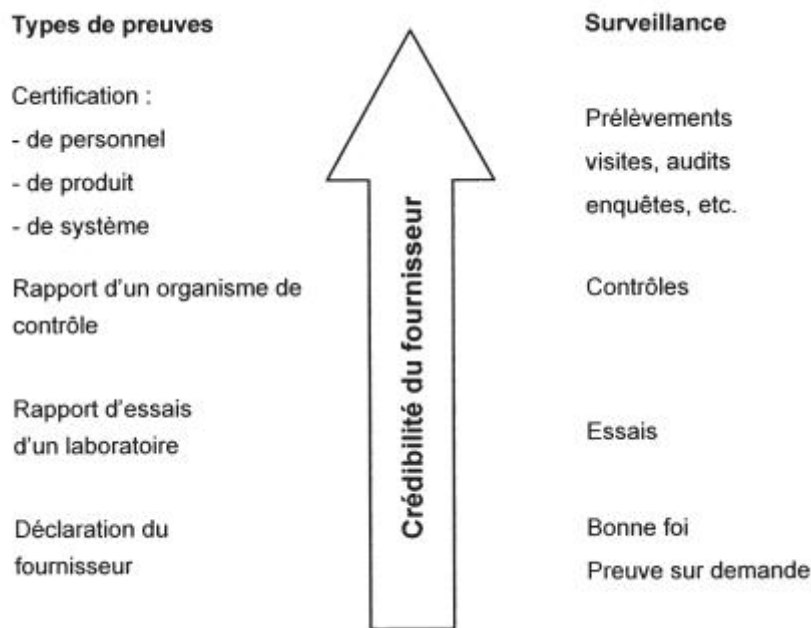 Types de preuves
Certification :
- de personnel
- de produit
- de système
Rapport d'un organisme de
contrôle
Rapport d'essais
d'un laboratoire
Déclaration du
fournisseur
Crédibilité du fournisseur
Surveillance
Prélèvements
visites, audits
enquêtes, etc.
Contrôles
Essais
Bonne foi
Preuve sur demande